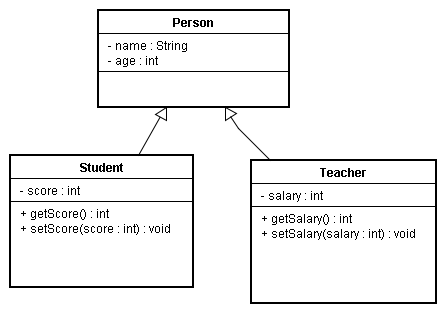 Person
- name : String
- age : int
Student
- score : int
+ getScore() : int
+ setScore(score : int) : void
Teacher
- salary : int
+ getSalary() : int
+ setSalary(salary : int) : void